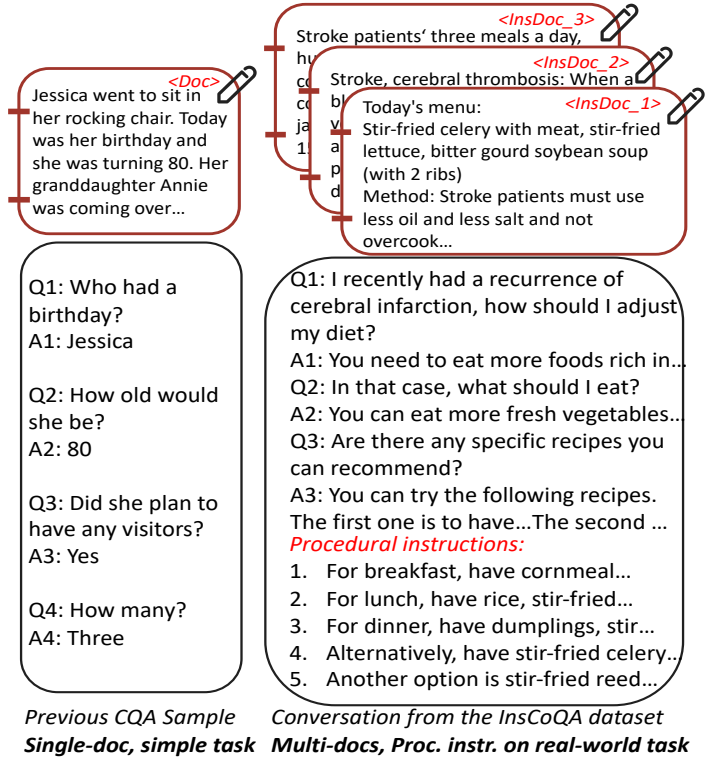 <Doc>
Jessica went to sit in
her rocking chair. Today
was her birthday and
she was turning 80. Her
granddaughter Annie
was coming over...
<InsDoc_3>
Stroke patients' three meals a day,
hu
co
co
ja
1
<InsDoc_2>
Stroke, cerebral thrombosis: When a
bl
v
a
p
d
<InsDoc_1>
Today's menu:
Stir-fried celery with meat, stir-fried
lettuce, bitter gourd soybean soup
(with 2 ribs)
Method: Stroke patients must use
less oil and less salt and not
overcook...
Q1: Who had a
birthday?
A1: Jessica
Q2: How old would
she be?
A2: 80
Q3: Did she plan to
have any visitors?
A3: Yes
Q4: How many?
A4: Three
Q1: I recently had a recurrence of
cerebral infarction, how should I adjust
my diet?
A1: You need to eat more foods rich in...
Q2: In that case, what should I eat?
A2: You can eat more fresh vegetables...
Q3: Are there any specific recipes you
can recommend?
A3: You can try the following recipes.
The first one is to have...The second ...
Procedural instructions:
1. For breakfast, have cornmeal...
2. For lunch, have rice, stir-fried...
3. For dinner, have dumplings, stir...
4. Alternatively, have stir-fried celery...
5. Another option is stir-fried reed...
Previous CQA Sample
Single-doc, simple task
Conversation from the InsCoQA dataset
Multi-docs, Proc. instr. on real-world task